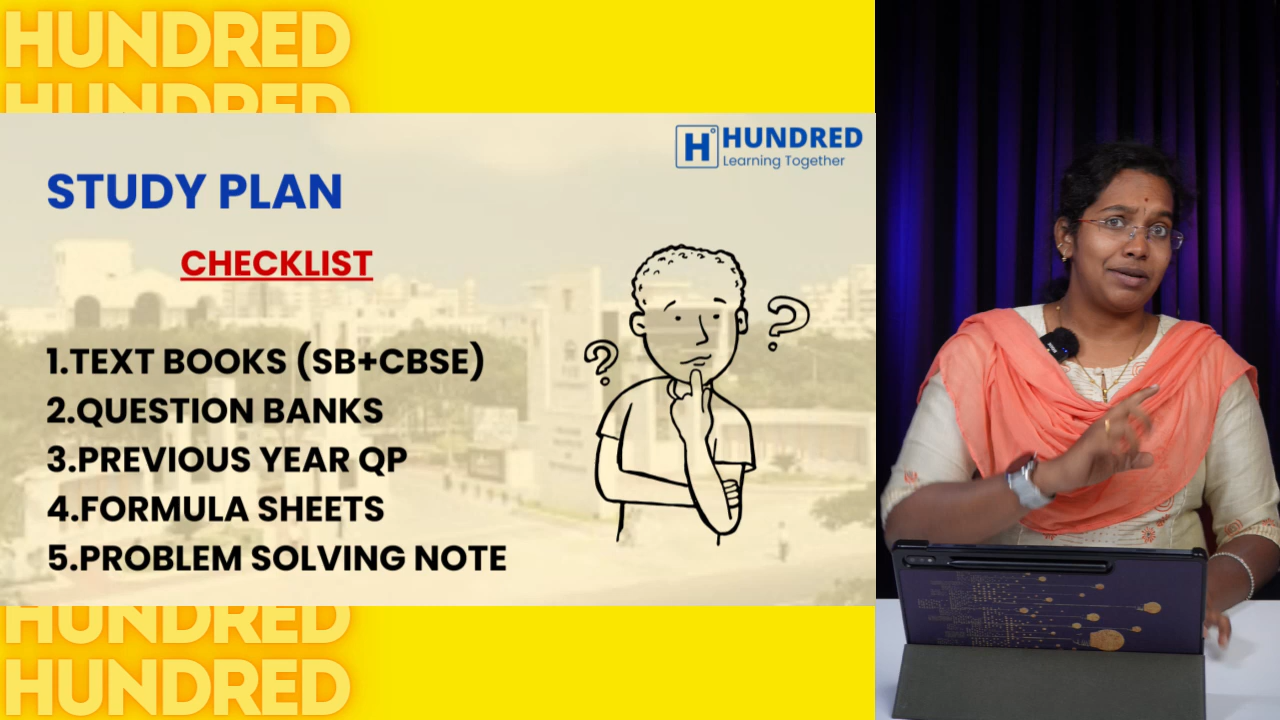 HUNDRED
HUNDRED
H° HUNDRED
Learning Together
STUDY PLAN
CHECKLIST
1.TEXT BOOKS (SB+CBSE)
2.QUESTION BANKS
3.PREVIOUS YEAR QP
4.FORMULA SHEETS
5.PROBLEM SOLVING NOTE
HUNDRED
HUNDRED